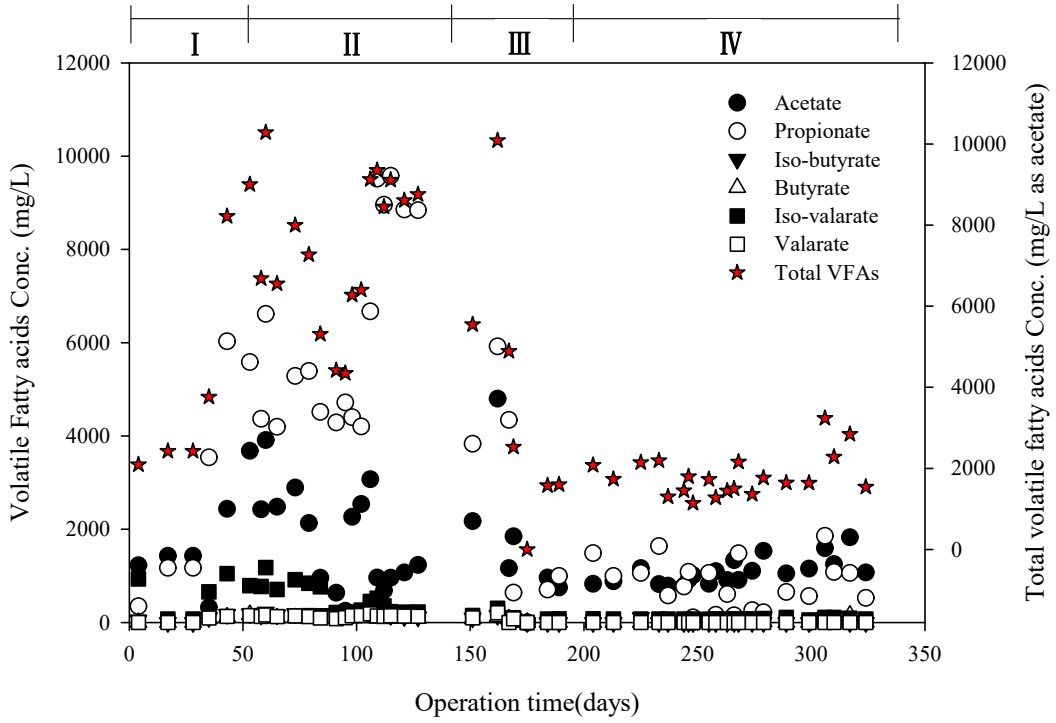 I II III IV
12000 12000
10000 10000
8000 8000
6000 6000
4000 4000
2000 2000
0 0
0 50 100 150 200 250 300 350
Volatile Fatty acids Conc. (mg/L)
Total volatile fatty acids Conc. (mg/L as acetate)
Acetate
Propionate
Iso-butyrate
Butyrate
Iso-valarate
Valarate
Total VFAs
Operation time(days)